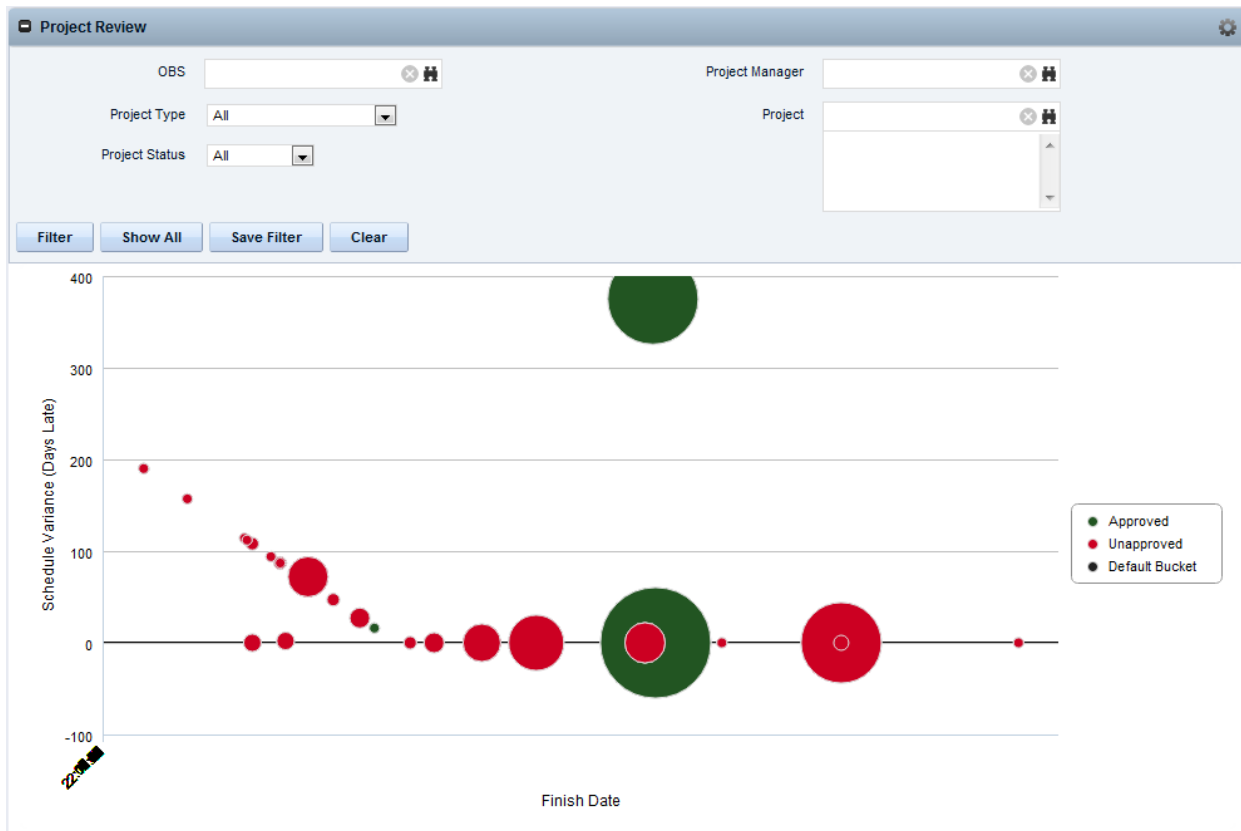 Project Review
OBS
Project Manager
Project Type All
Project
Project Status All
Filter Show All Save Filter Clear
400
300
200
100
0
-100
Schedule Variance (Days Late)
Finish Date
Approved
Unapproved
Default Bucket